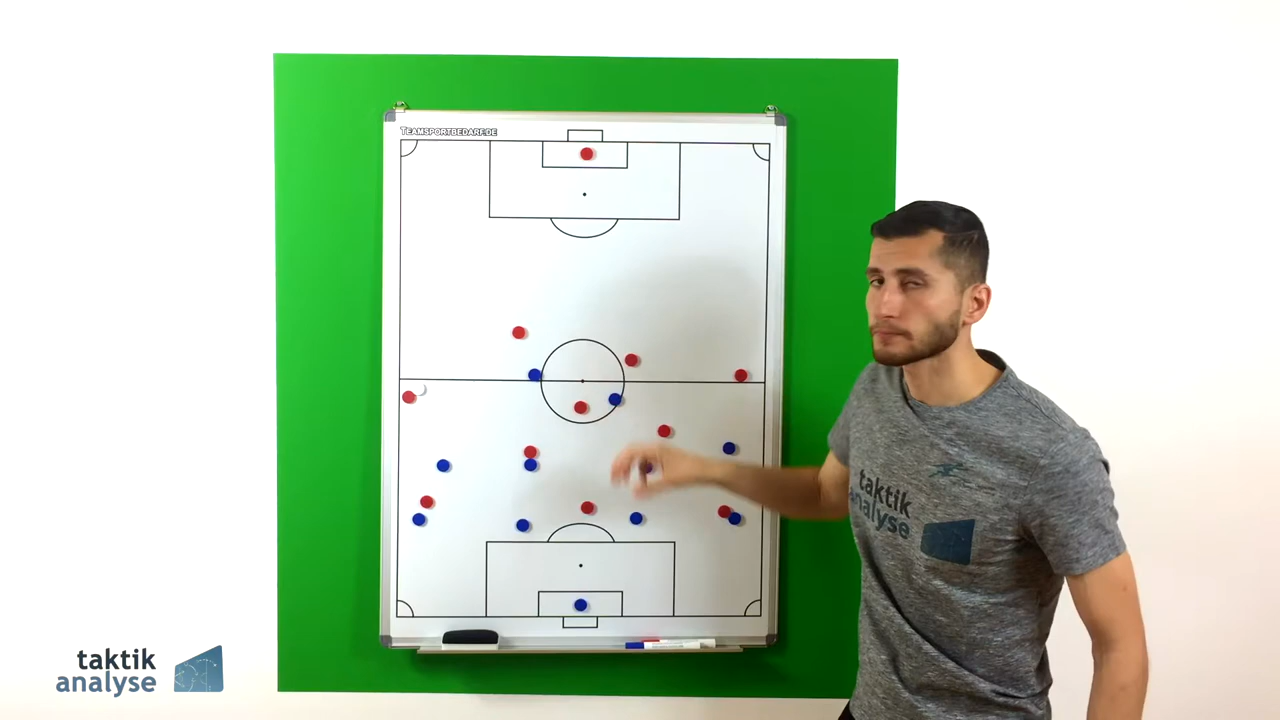 TEAMSPORTBEDARF.DE
taktik
analyse
taktik
analyse